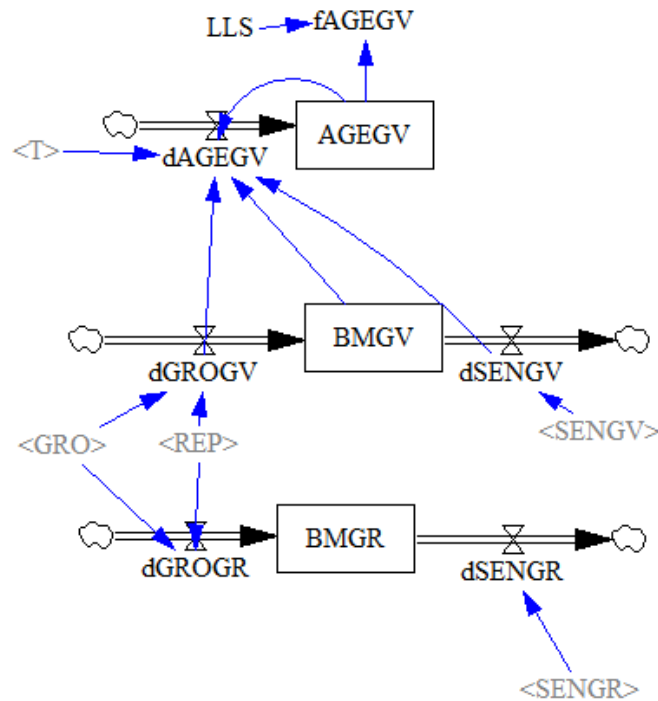 LLS fAGEGV
AGEGV
<T>
dAGEGV
BMGV
dGROGV dSENGV
<GRO> <REP> <SENGV>
BMGR
dGROGR dSENGR
<SENGR>